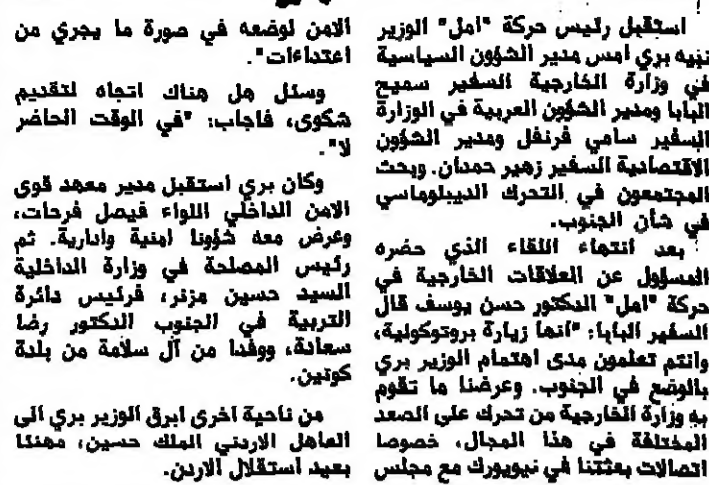 استقبل رئيس حركة "امل" الوزير
نبيه بري امس مدير الشؤون السياسية
في وزارة الخارجية السفير سميح
البابا ومدير الشؤون العربية في الوزارة
السفير سامي قرنفل ومدير الشؤون
الاقتصادية السفير زهير حمدان. وبحث
المجتمعون في التحرك الديبلوماسي
في شأن الجنوب.
بعد انتهاء اللقاء الذي حضره
المسؤول عن العلاقات الخارجية في
حركة "امل" الدكتور حسن يوسف قال
السفير البابا: "انها زيارة بروتوكولية،
وانتم تعلمون مدى اهتمام الوزير بري
بالوضع في الجنوب. وعرضنا ما تقوم
به وزارة الخارجية من تحرك على الصعد
المختلفة في هذا المجال، خصوصا
اتصالات بعثتنا في نيويورك مع مجلس
الامن لوضعه في صورة ما يجري من
اعتداءات".
وسئل هل هناك اتجاه لتقديم
شكوى، فاجاب: "في الوقت الحاضر
لا".
وكان بري استقبل مدير معهد قوى
الامن الداخلي اللواء فيصل فرحات،
وعرض معه شؤونا امنية وادارية. ثم
رئيس المصلحة في وزارة الداخلية
السيد حسين مزنر، فرئيس دائرة
التربية في الجنوب الدكتور رضا
سعادة، ووفدا من آل سلامة من بلدة
كونين.
من ناحية اخرى ابرق الوزير بري الى
العاهل الاردني الملك حسين، مهنئا
بعيد استقلال الاردن.